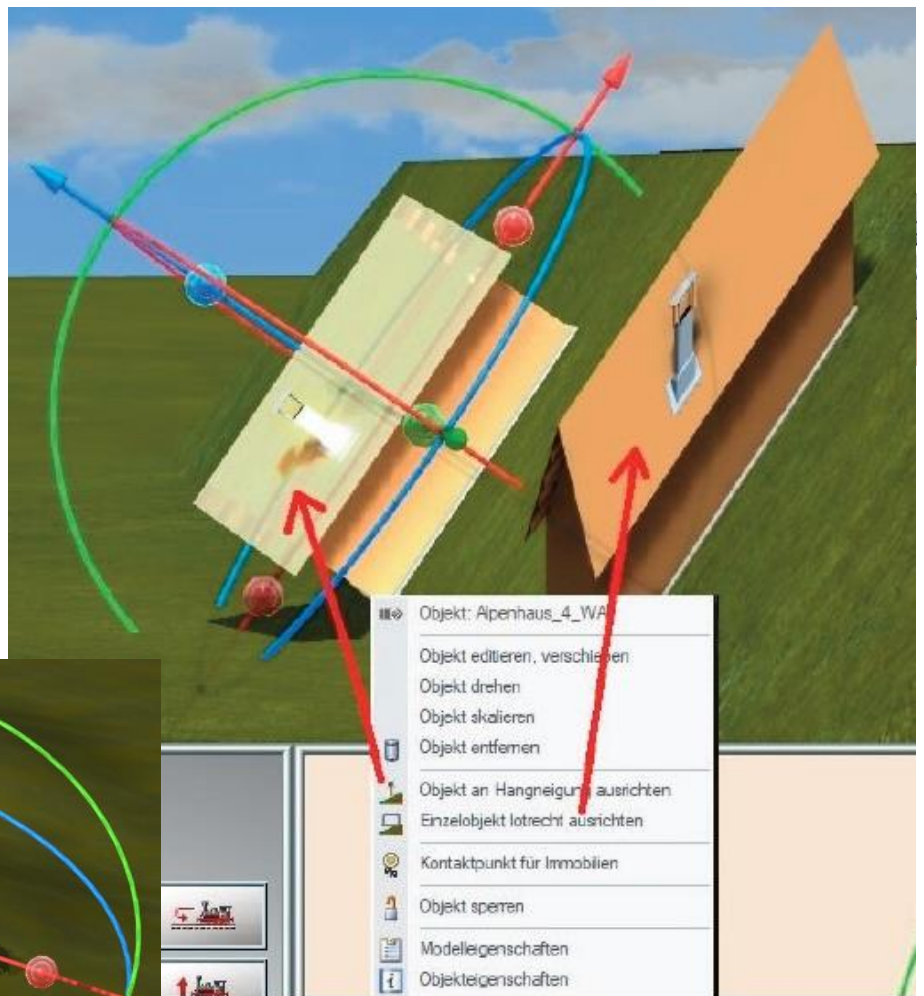 Objekt: Alpenhaus_4_WA
Objekt editieren, verschieben
Objekt drehen
Objekt skalieren
Objekt entfernen
Objekt an Hangneigung ausrichten
Einzelobjekt lotrecht ausrichten
Kontaktpunkt für Immobilien
Objekt sperren
Modelleigenschaften
Objekteigenschaften